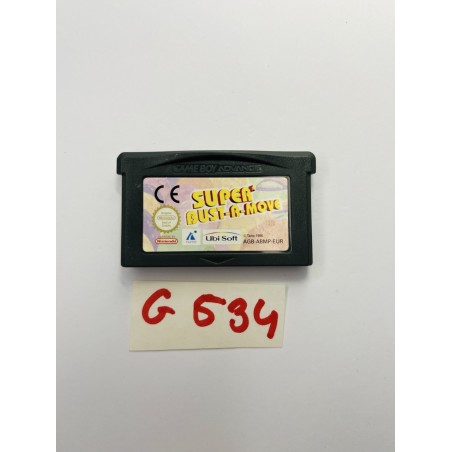 GAME BOY ADVANCE
CE
SUPER
BUST-A-MOVE
Nintendo
Ubi Soft
AGB-ABMP-EUR
G 534